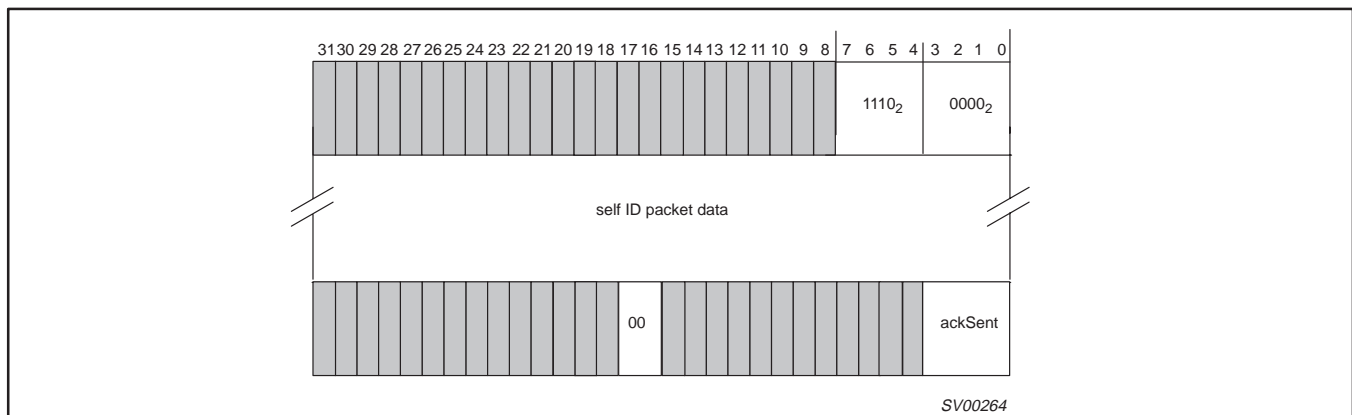 31 30 29 28 27 26 25 24 23 22 21 20 19 18 17 16 15 14 13 12 11 10 9 8 7 6 5 4 3 2 1 0
1110₂ 0000₂
self ID packet data
00 ackSent
SV00264